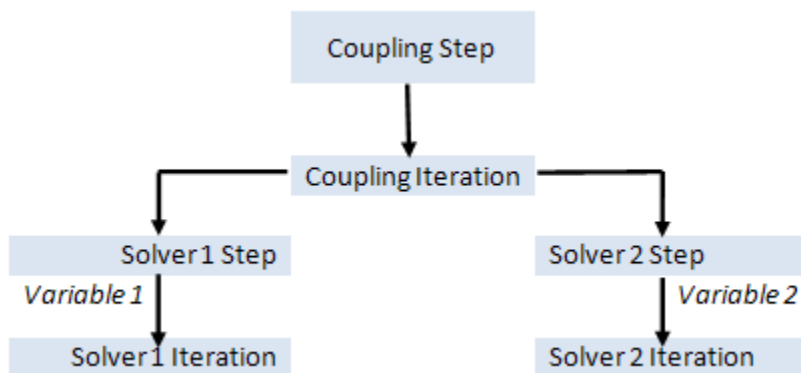 Coupling Step
Coupling Iteration
Solver 1 Step
Solver 2 Step
Variable 1
Variable 2
Solver 1 Iteration
Solver 2 Iteration